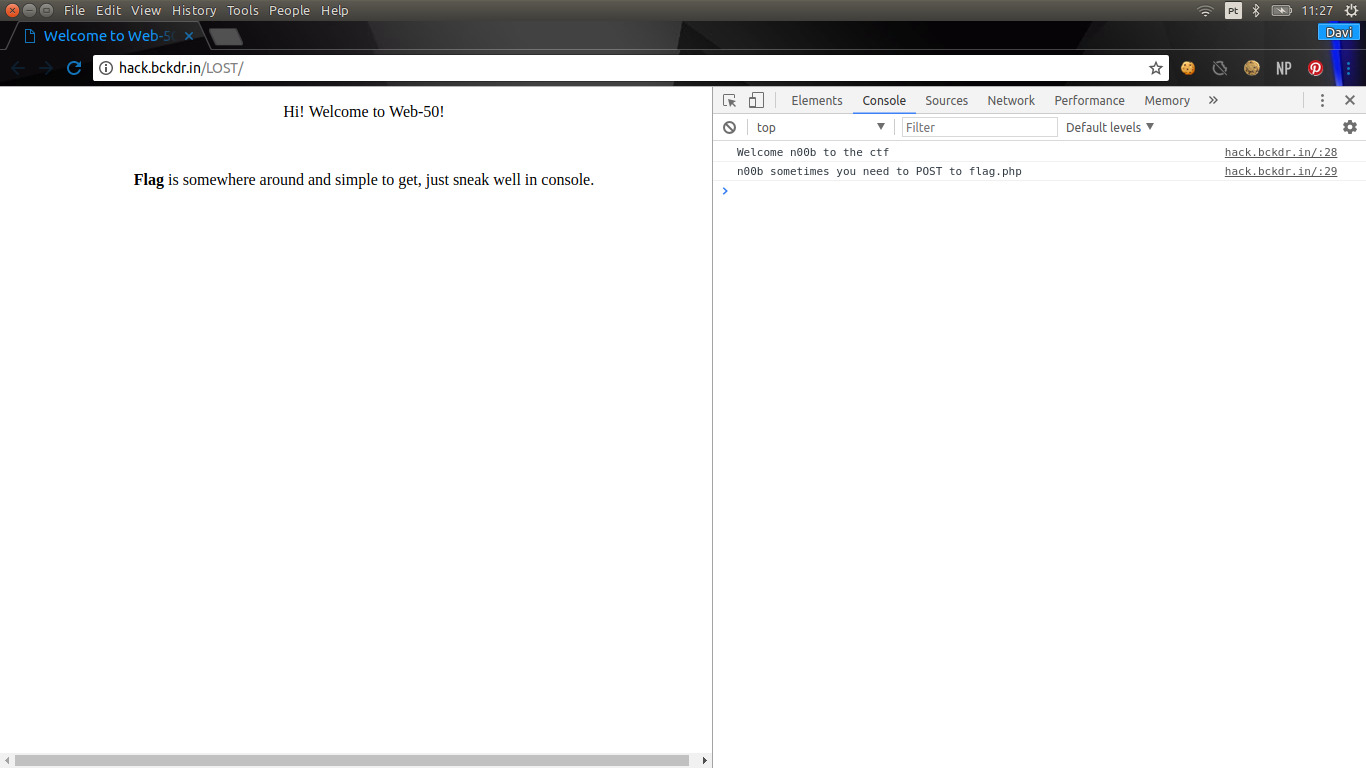 File Edit View History Tools People Help
Pt 11:27
Welcome to Web-50
Davi
hack.bckdr.in/LOST/
NP
Hi! Welcome to Web-50!
Flag is somewhere around and simple to get, just sneak well in console.
Elements Console Sources Network Performance Memory »
top Filter Default levels
Welcome n00b to the ctf hack.bckdr.in/:28
n00b sometimes you need to POST to flag.php hack.bckdr.in/:29